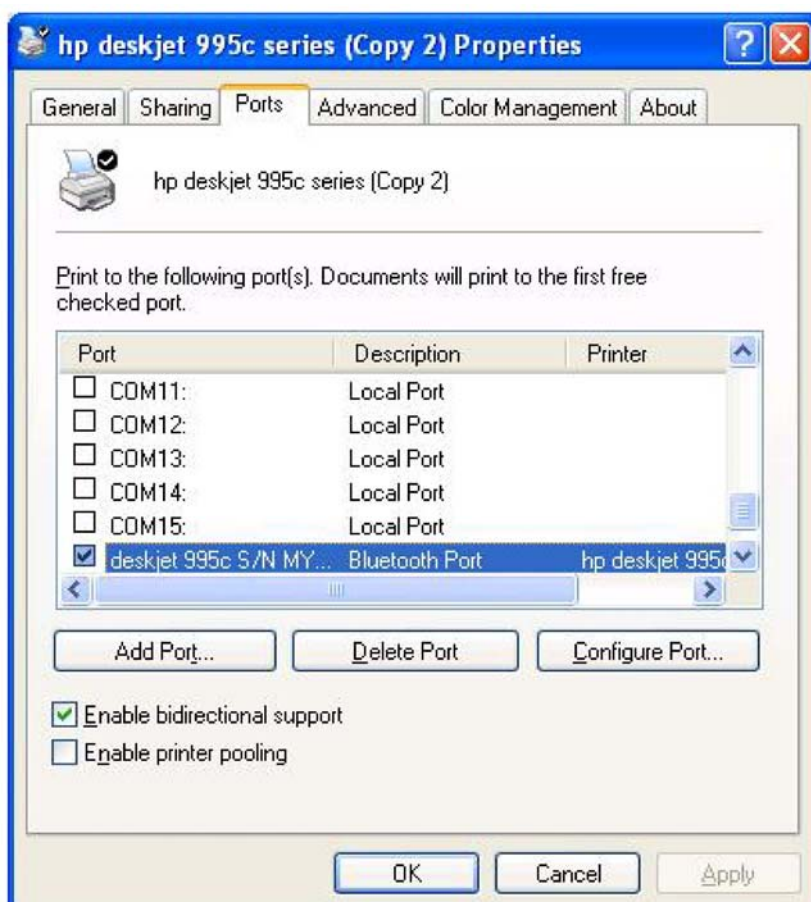 hp deskjet 995c series (Copy 2) Properties
General Sharing Ports Advanced Color Management About
hp deskjet 995c series (Copy 2)
Print to the following port(s). Documents will print to the first free
checked port.
Port Description Printer
COM11: Local Port
COM12: Local Port
COM13: Local Port
COM14: Local Port
COM15: Local Port
deskjet 995c S/N MY... Bluetooth Port hp deskjet 995c
Add Port... Delete Port Configure Port...
Enable bidirectional support
Enable printer pooling
OK Cancel Apply